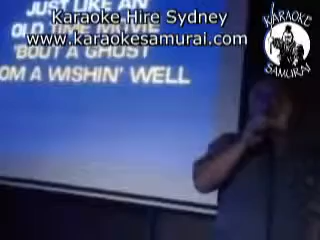 JUST LIKE AN
Karaoke Hire Sydney
OLD TIME MOVIE
www.karaokesamurai.com
'BOUT A GHOST
OM A WISHIN' WELL
KARAOKE
SAMURAI